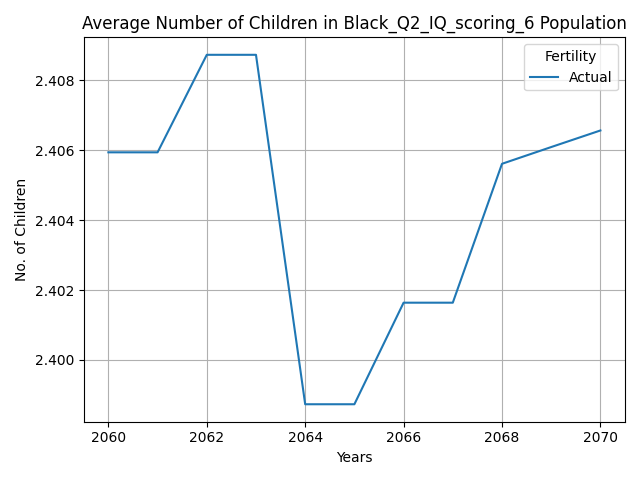 Average Number of Children in Black_Q2_IQ_scoring_6 Population
Fertility
Actual
2.408
2.406
2.404
2.402
2.400
No. of Children
2060 2062 2064 2066 2068 2070
Years